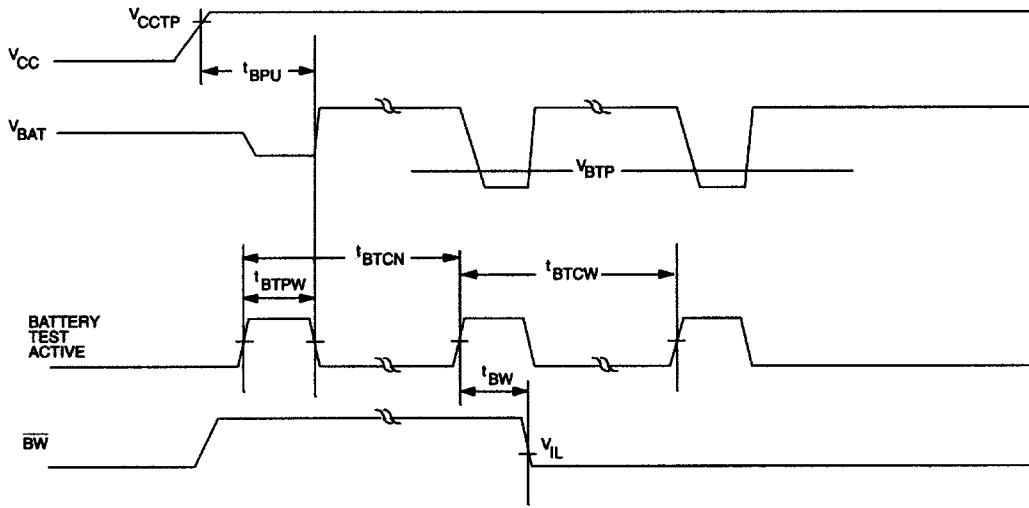 VCCTP
VCC
tBPU
VBAT
VBTP
tBTCN
tBTCW
tBTPW
BATTERY
TEST
ACTIVE
tBW
BW
VIL